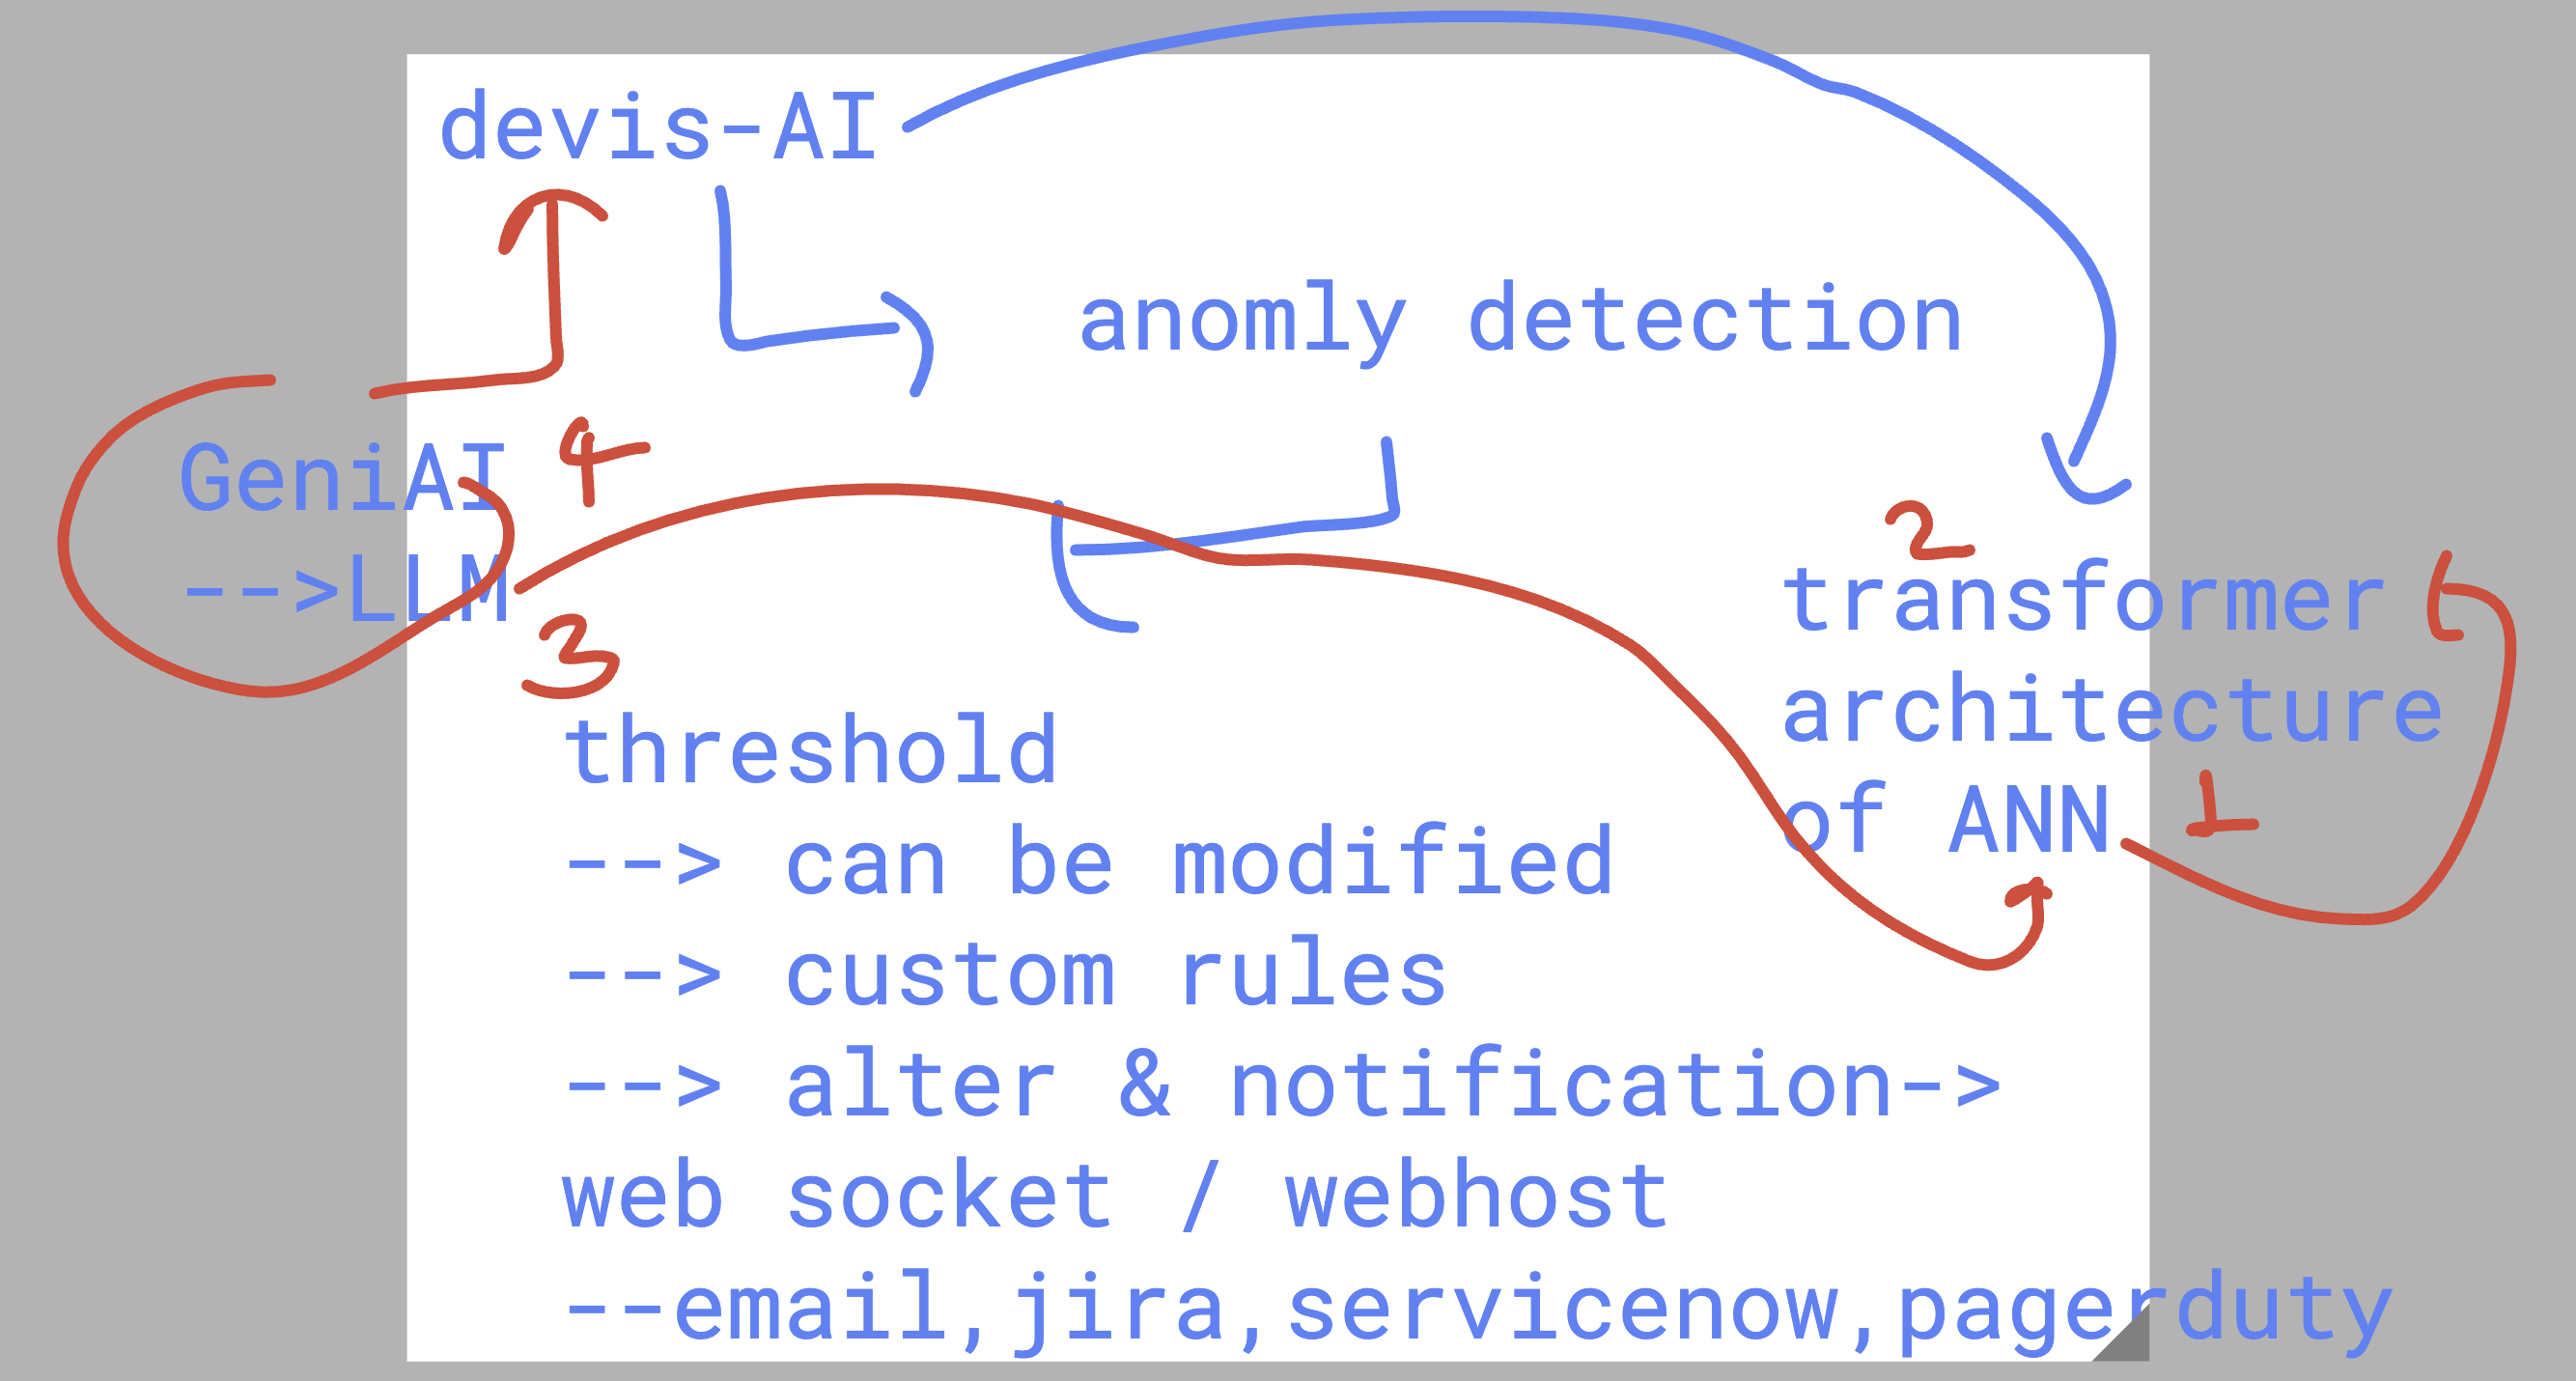 devis-AI
anomly detection
GeniAI 4
-->LLM
3
2
transformer
architecture
of ANN 1
threshold
--> can be modified
--> custom rules
--> alter & notification->
web socket / webhost
--email,jira,servicenow,pagerduty